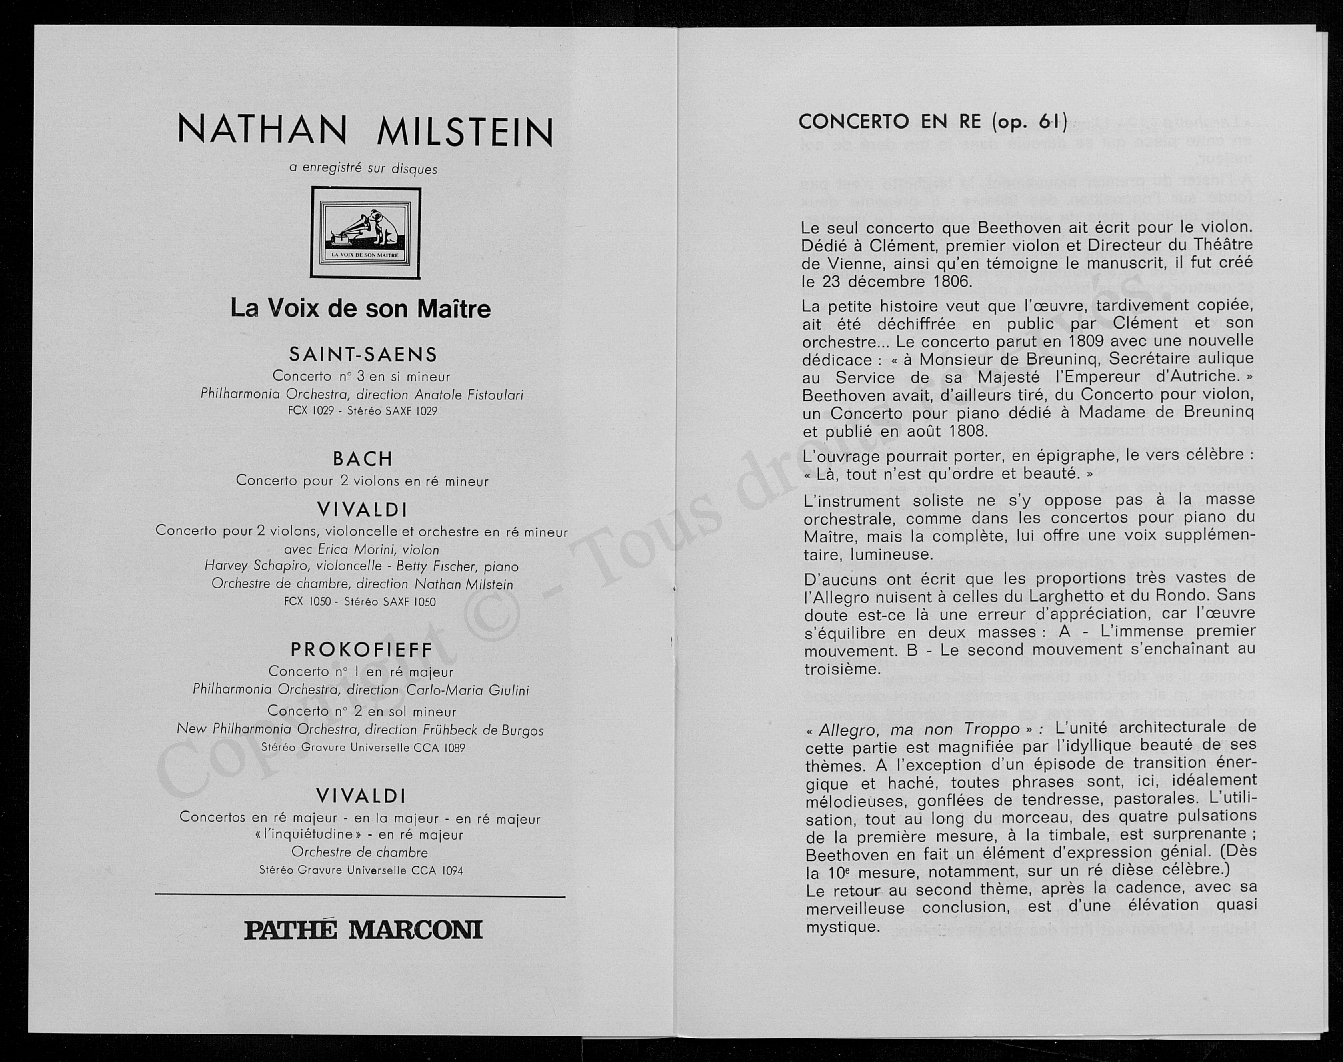 NATHAN MILSTEIN
a enregistré sur disques
LA VOIX DE SON MAITRE
La Voix de son Maître
SAINT-SAENS
Concerto n° 3 en si mineur
Philharmonia Orchestra, direction Anatole Fistoulari
FCX 1029 - Stéréo SAXF 1029
BACH
Concerto pour 2 violons en ré mineur
VIVALDI
Concerto pour 2 violons, violoncelle et orchestre en ré mineur
avec Erica Morini, violon
Harvey Schapiro, violoncelle - Betty Fischer, piano
Orchestre de chambre, direction Nathan Milstein
FCX 1050 - Stéréo SAXF 1050
PROKOFIEFF
Concerto n° 1 en ré majeur
Philharmonia Orchestra, direction Carlo-Maria Giulini
Concerto n° 2 en sol mineur
New Philharmonia Orchestra, direction Frühbeck de Burgos
Stéréo Gravure Universelle CCA 1089
VIVALDI
Concertos en ré majeur - en la majeur - en ré majeur
« l'inquiétudine » - en ré majeur
Orchestre de chambre
Stéréo Gravure Universelle CCA 1094
PATHÉ MARCONI
CONCERTO EN RE (op. 61)
Le seul concerto que Beethoven ait écrit pour le violon.
Dédié à Clément, premier violon et Directeur du Théâtre
de Vienne, ainsi qu'en témoigne le manuscrit, il fut créé
le 23 décembre 1806.
La petite histoire veut que l'œuvre, tardivement copiée,
ait été déchiffrée en public par Clément et son
orchestre... Le concerto parut en 1809 avec une nouvelle
dédicace : « à Monsieur de Breuninq, Secrétaire aulique
au Service de sa Majesté l'Empereur d'Autriche. »
Beethoven avait, d'ailleurs tiré, du Concerto pour violon,
un Concerto pour piano dédié à Madame de Breuninq
et publié en août 1808.
L'ouvrage pourrait porter, en épigraphe, le vers célèbre :
« Là, tout n'est qu'ordre et beauté. »
L'instrument soliste ne s'y oppose pas à la masse
orchestrale, comme dans les concertos pour piano du
Maître, mais la complète, lui offre une voix supplémen-
taire, lumineuse.
D'aucuns ont écrit que les proportions très vastes de
l'Allegro nuisent à celles du Larghetto et du Rondo. Sans
doute est-ce là une erreur d'appréciation, car l'œuvre
s'équilibre en deux masses : A - L'immense premier
mouvement. B - Le second mouvement s'enchaînant au
troisième.
« Allegro, ma non Troppo » : L'unité architecturale de
cette partie est magnifiée par l'idyllique beauté de ses
thèmes. A l'exception d'un épisode de transition éner-
gique et haché, toutes phrases sont, ici, idéalement
mélodieuses, gonflées de tendresse, pastorales. L'utili-
sation, tout au long du morceau, des quatre pulsations
de la première mesure, à la timbale, est surprenante ;
Beethoven en fait un élément d'expression génial. (Dès
la 10e mesure, notamment, sur un ré dièse célèbre.)
Le retour au second thème, après la cadence, avec sa
merveilleuse conclusion, est d'une élévation quasi
mystique.
Copyright © - Tous droits réservés.